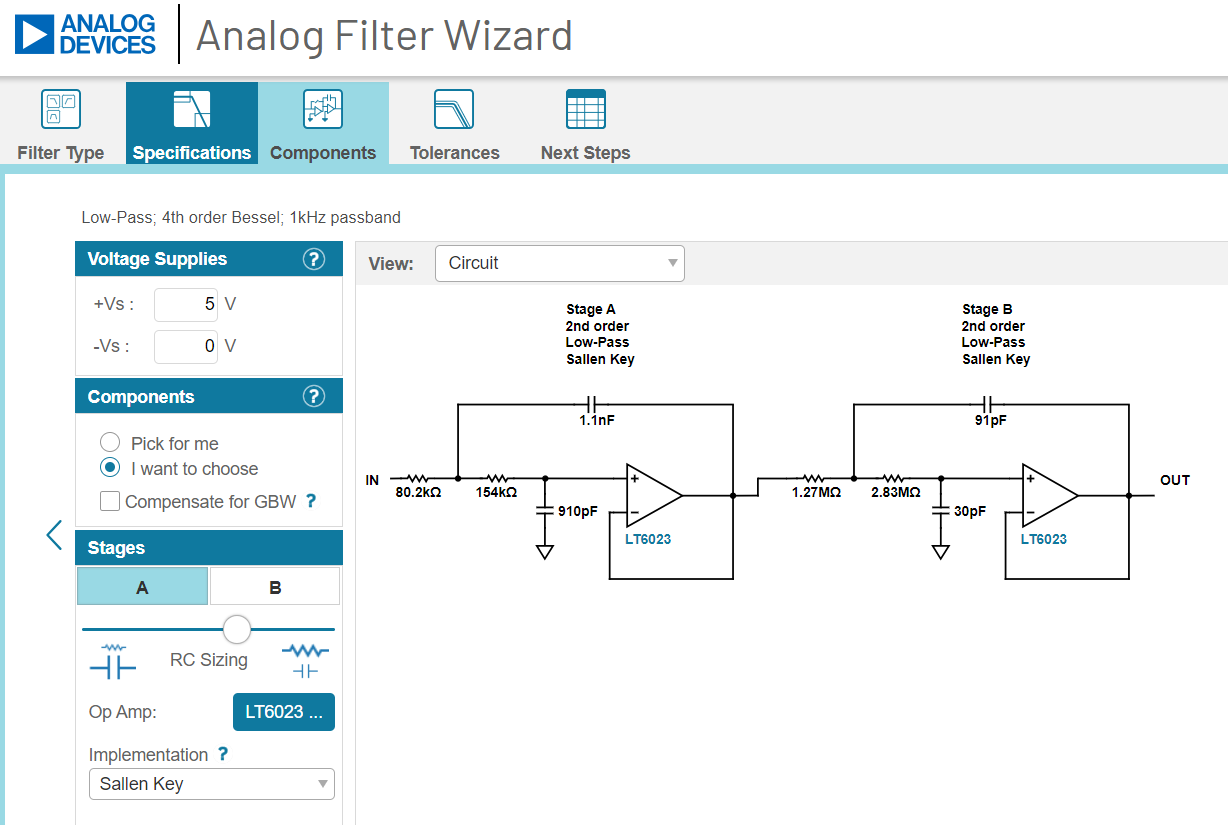 ANALOG
DEVICES
Analog Filter Wizard
Filter Type
Specifications
Components
Tolerances
Next Steps
Low-Pass; 4th order Bessel; 1kHz passband
Voltage Supplies ?
+Vs : 5 V
-Vs : 0 V
Components ?
Pick for me
I want to choose
Compensate for GBW ?
Stages
A B
RC Sizing
Op Amp: LT6023 ...
Implementation ?
Sallen Key
View: Circuit
Stage A
2nd order
Low-Pass
Sallen Key
1.1nF
IN
80.2kΩ
154kΩ
910pF
+
−
LT6023
Stage B
2nd order
Low-Pass
Sallen Key
91pF
1.27MΩ
2.83MΩ
30pF
+
−
LT6023
OUT